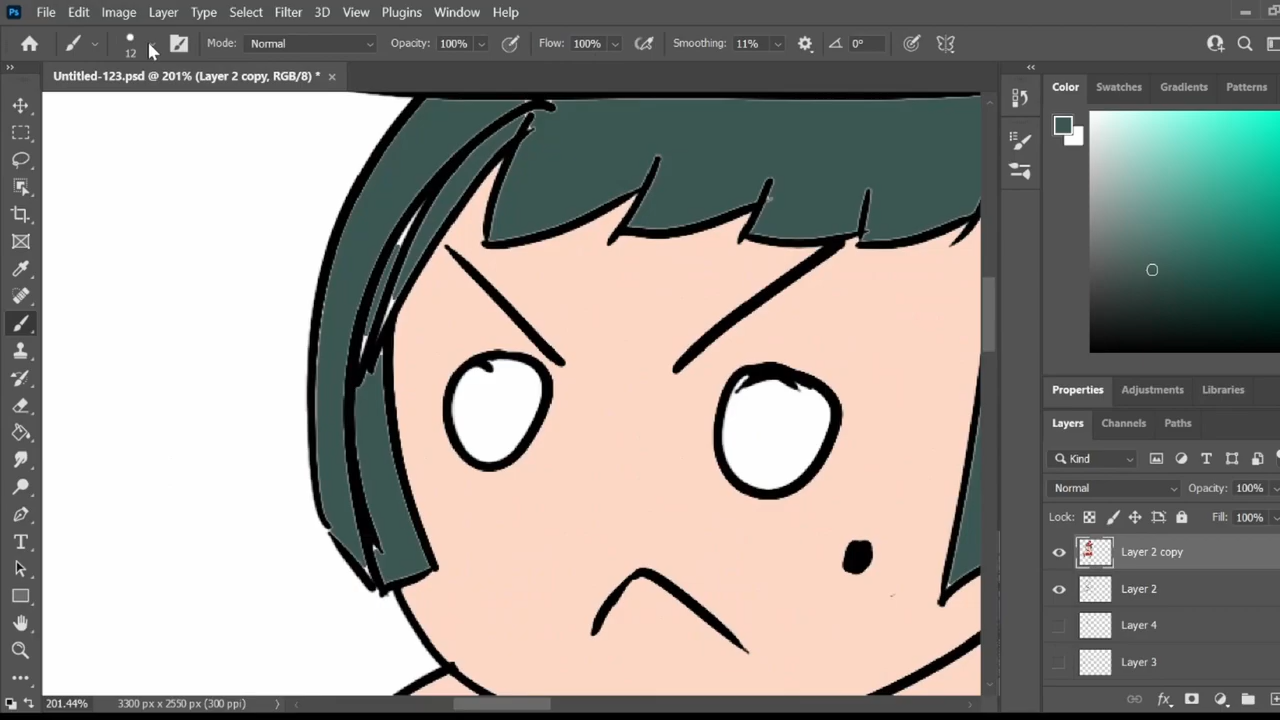 Ps File Edit Image Layer Type Select Filter 3D View Plugins Window Help
12 Mode: Normal Opacity: 100% Flow: 100% Smoothing: 11% 0°
Untitled-123.psd @ 201% (Layer 2 copy, RGB/8) *
Color Swatches Gradients Patterns
Properties Adjustments Libraries
Layers Channels Paths
Kind
Normal Opacity: 100%
Lock: Fill: 100%
Layer 2 copy
Layer 2
Layer 4
Layer 3
201.44% 3300 px x 2550 px (300 ppi)